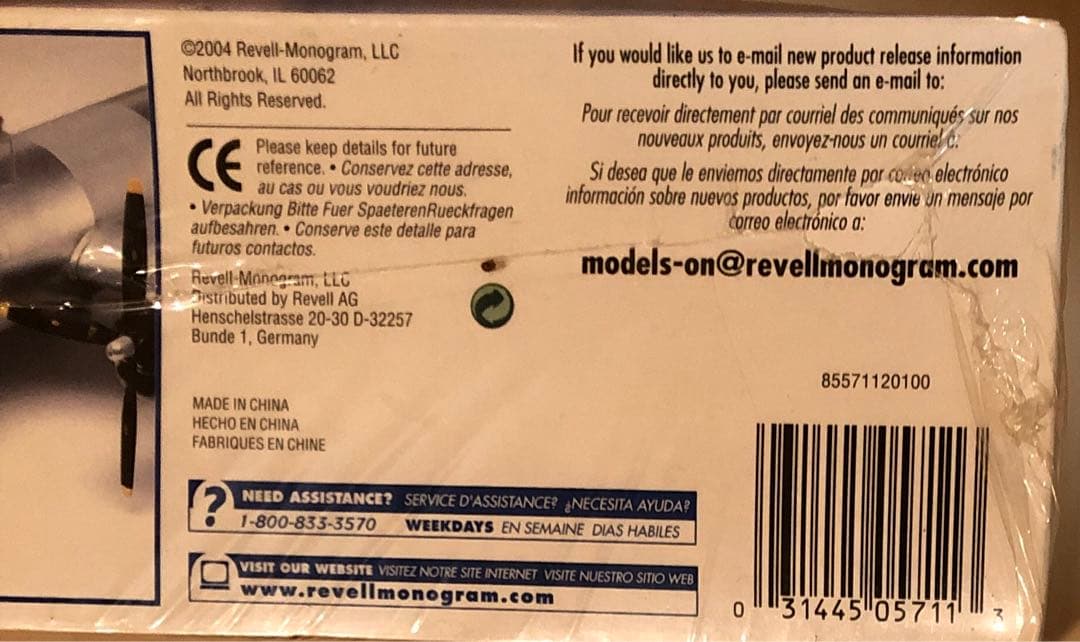 ©2004 Revell-Monogram, LLC
Northbrook, IL 60062
All Rights Reserved.
CE
Please keep details for future
reference. • Conservez cette adresse,
au cas ou vous voudriez nous.
• Verpackung Bitte Fuer SpaeterenRueckfragen
aufbesahren. • Conserve este detalle para
futuros contactos.
Revell-Monogram, LLC
Distributed by Revell AG
Henschelstrasse 20-30 D-32257
Bunde 1, Germany
MADE IN CHINA
HECHO EN CHINA
FABRIQUES EN CHINE
? NEED ASSISTANCE? SERVICE D'ASSISTANCE? ¿NECESITA AYUDA?
1-800-833-3570 WEEKDAYS EN SEMAINE DIAS HABILES
VISIT OUR WEBSITE VISITEZ NOTRE SITE INTERNET VISITE NUESTRO SITIO WEB
www.revellmonogram.com
If you would like us to e-mail new product release information
directly to you, please send an e-mail to:
Pour recevoir directement par courriel des communiqués sur nos
nouveaux produits, envoyez-nous un courriel à:
Si desea que le enviemos directamente por correo electrónico
información sobre nuevos productos, por favor envie un mensaje por
correo electrónico a:
models-on@revellmonogram.com
85571120100
0 31445 05711 3